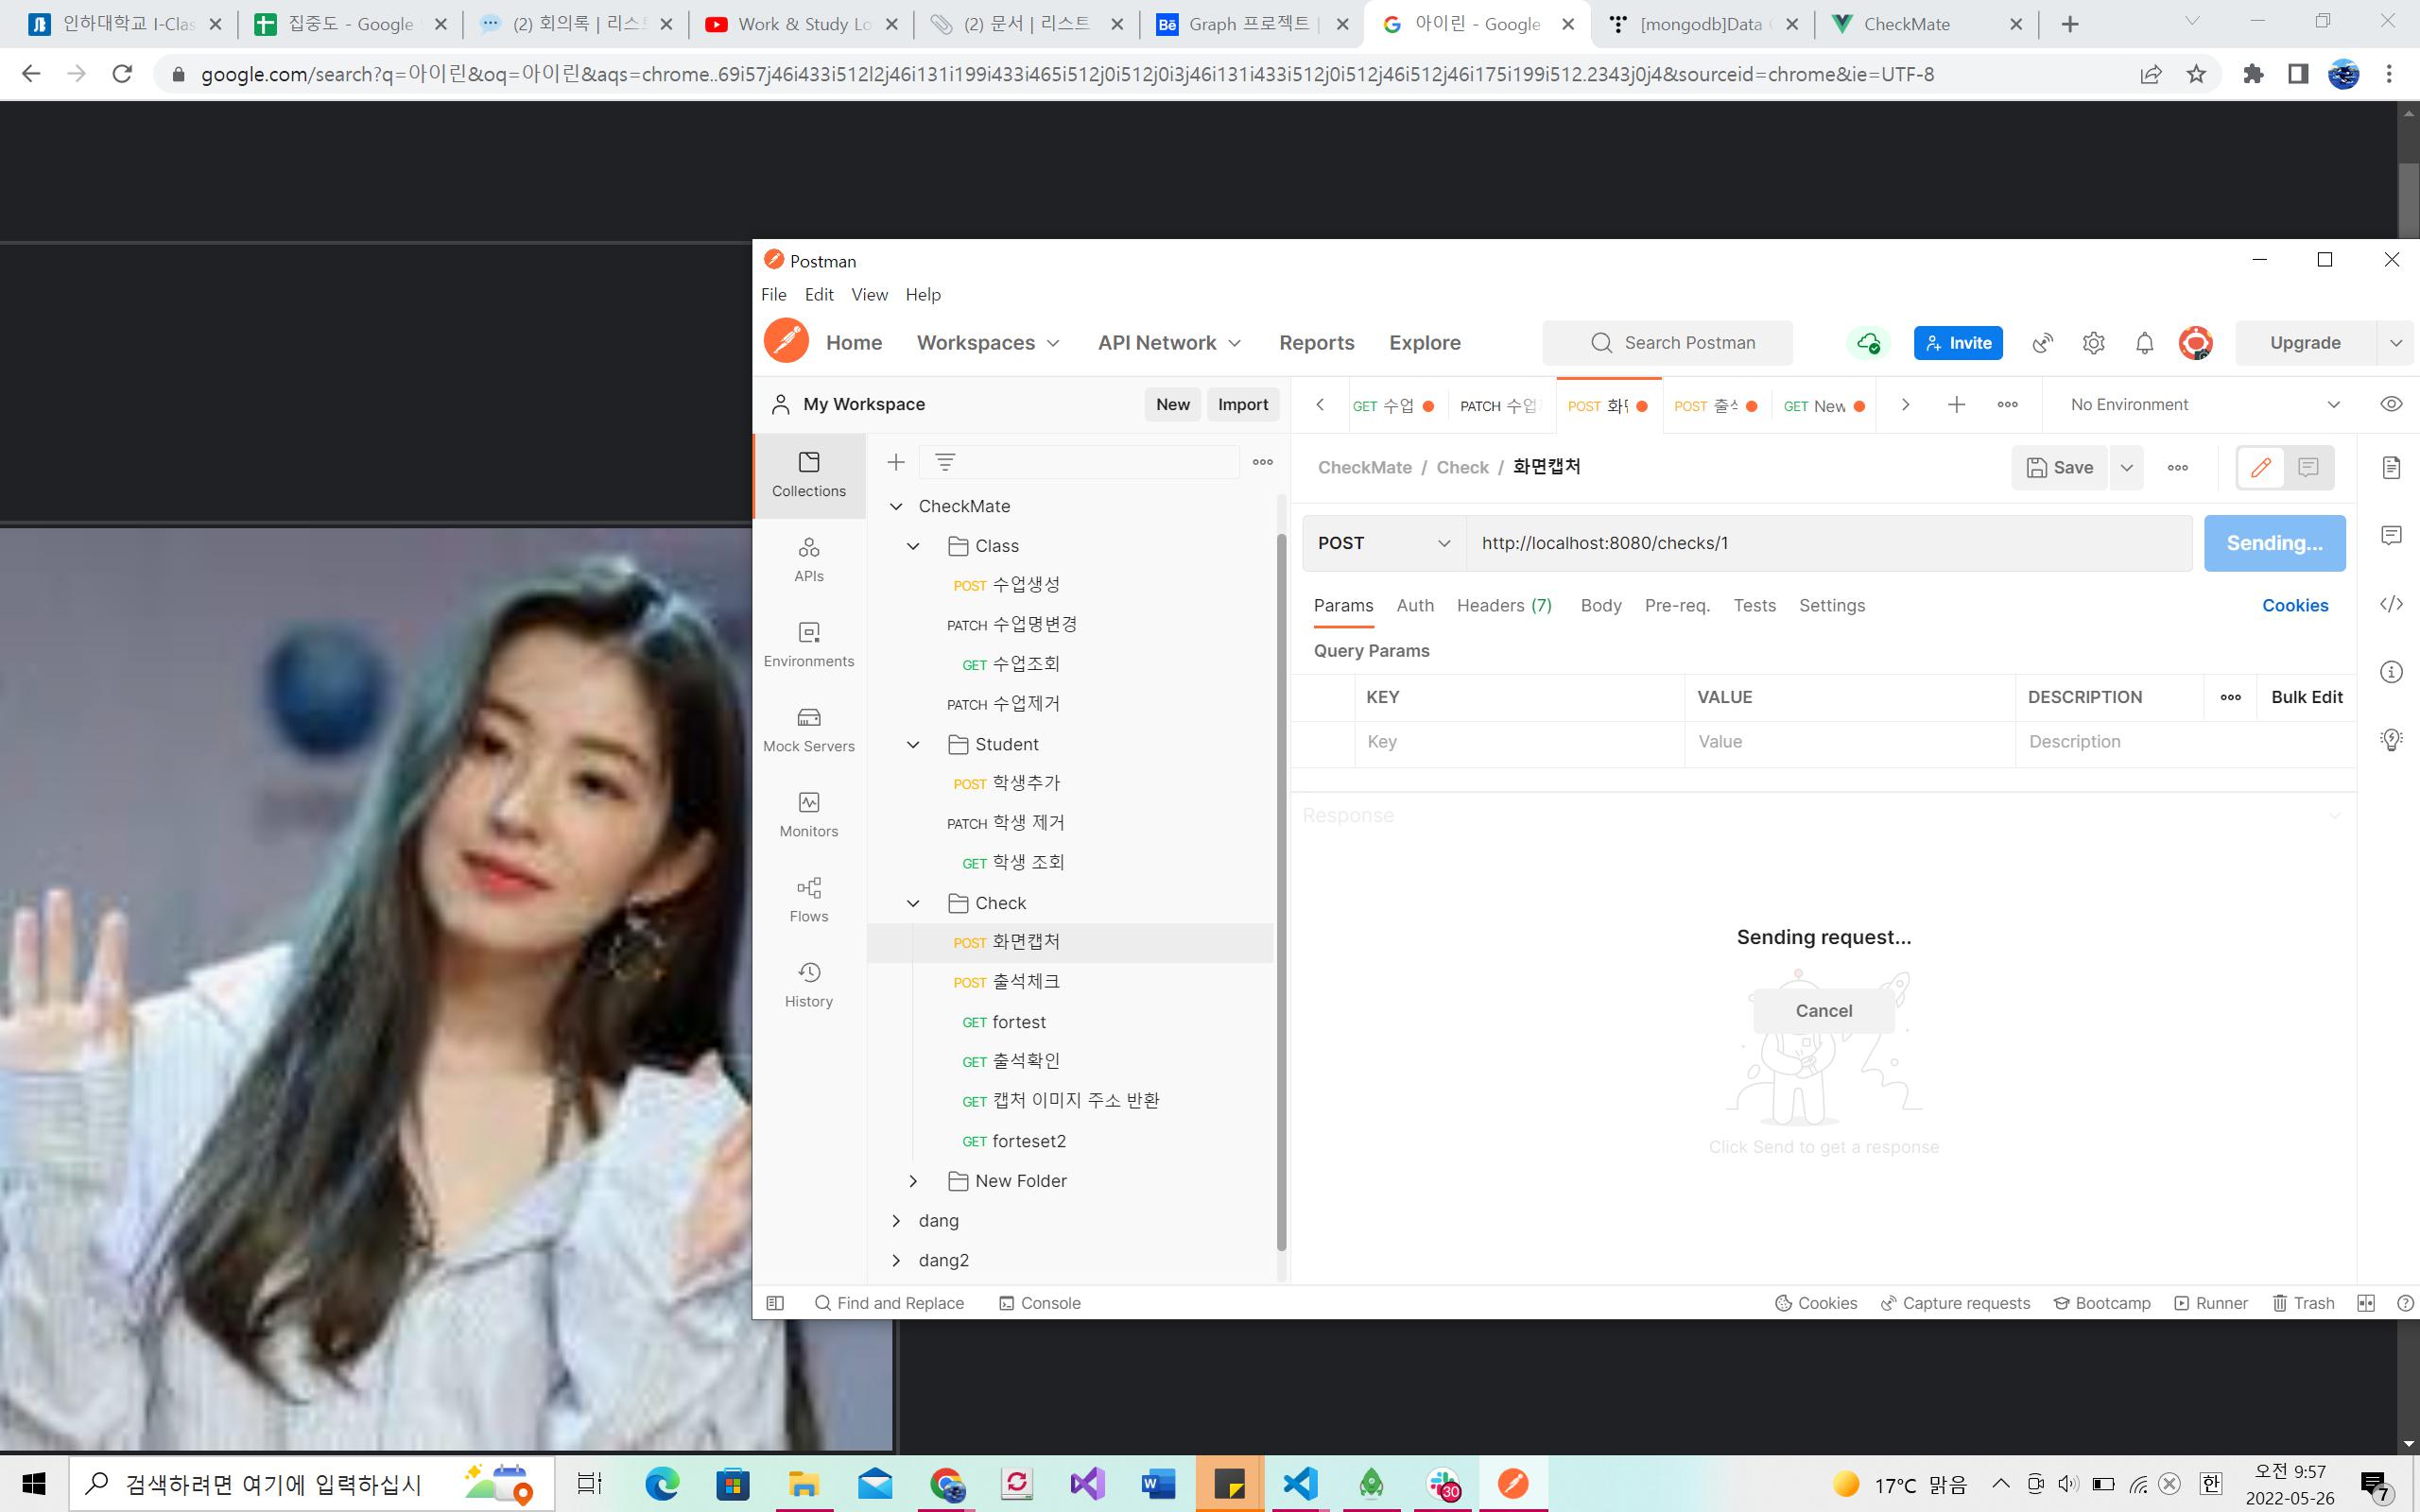 인하대학교 I-Clas
집중도 - Google
(2) 회의록 | 리스트
Work & Study Lo
(2) 문서 | 리스트
Graph 프로젝트 |
아이린 - Google
[mongodb]Data
CheckMate
google.com/search?q=아이린&oq=아이린&aqs=chrome..69i57j46i433i512l2j46i131i199i433i465i512j0i512j0i3j46i131i433i512j0i512j46i512j46i175i199i512.2343j0j4&sourceid=chrome&ie=UTF-8
Postman
File Edit View Help
Home Workspaces API Network Reports Explore
Search Postman
Invite
Upgrade
My Workspace
New Import
GET 수업
PATCH 수업
POST 화면
POST 출석
GET New
No Environment
Collections
APIs
Environments
Mock Servers
Monitors
Flows
History
CheckMate
Class
POST 수업생성
PATCH 수업명변경
GET 수업조회
PATCH 수업제거
Student
POST 학생추가
PATCH 학생 제거
GET 학생 조회
Check
POST 화면캡처
POST 출석체크
GET fortest
GET 출석확인
GET 캡처 이미지 주소 반환
GET forteset2
New Folder
dang
dang2
CheckMate / Check / 화면캡처
Save
POST
http://localhost:8080/checks/1
Sending...
Params Auth Headers (7) Body Pre-req. Tests Settings
Cookies
Query Params
KEY VALUE DESCRIPTION
Bulk Edit
Key Value Description
Response
Sending request...
Cancel
Click Send to get a response
Find and Replace
Console
Cookies
Capture requests
Bootcamp
Runner
Trash
검색하려면 여기에 입력하십시
30
17°C 맑음
한
오전 9:57
2022-05-26
7